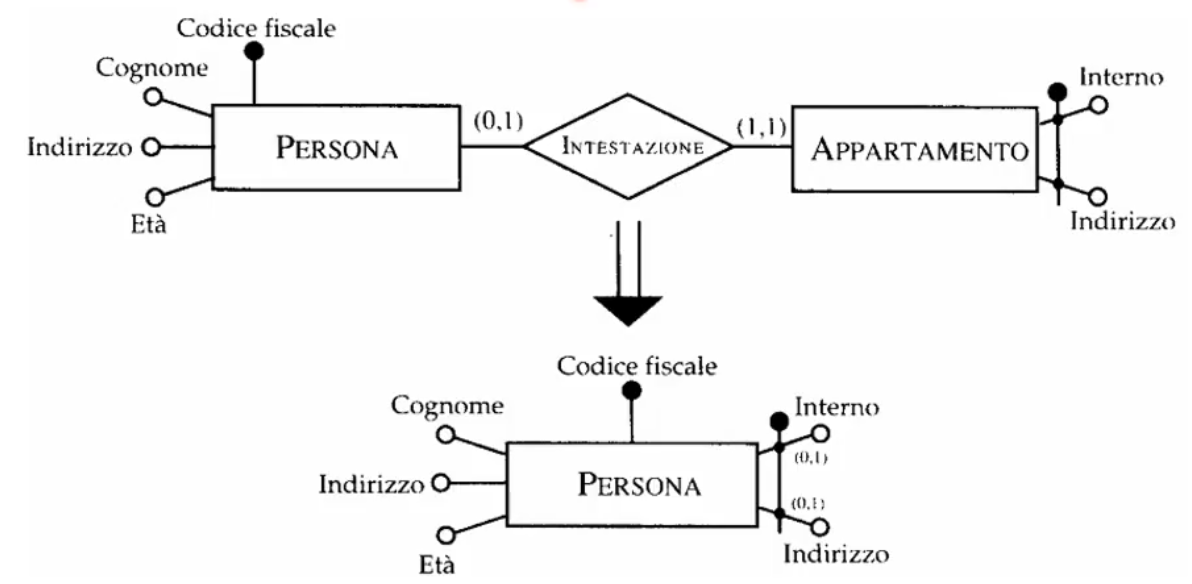 Codice fiscale
Cognome
Interno
(0,1)
(1,1)
Indirizzo
PERSONA
INTESTAZIONE
APPARTAMENTO
Età
Indirizzo
Codice fiscale
Cognome
Interno
(0,1)
Indirizzo
PERSONA
(0,1)
Età
Indirizzo